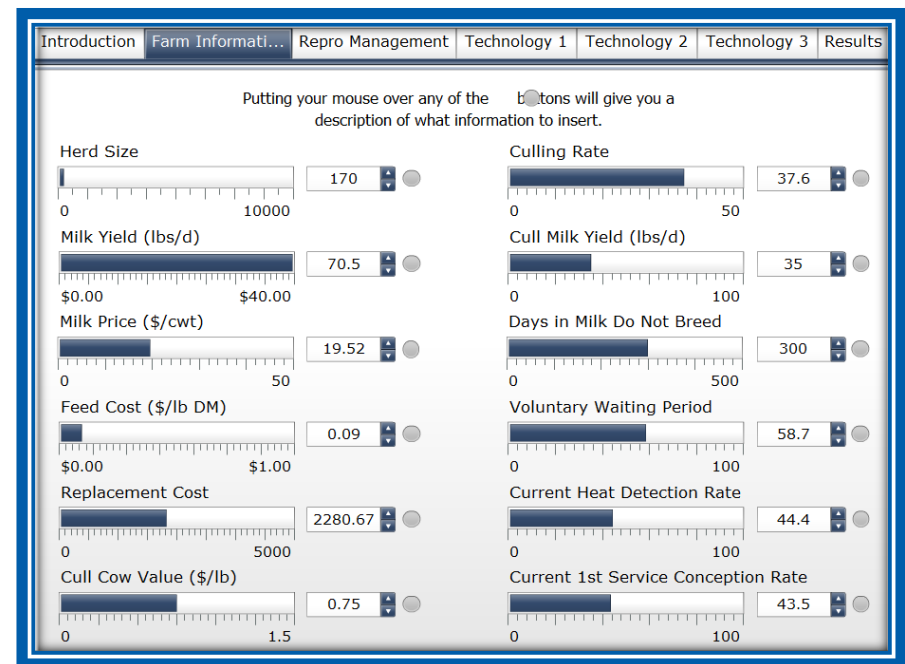 Introduction
Farm Informati...
Repro Management
Technology 1
Technology 2
Technology 3
Results
Putting your mouse over any of the b tons will give you a
description of what information to insert.
Herd Size
170
0 10000
Milk Yield (lbs/d)
70.5
$0.00 $40.00
Milk Price ($/cwt)
19.52
0 50
Feed Cost ($/lb DM)
0.09
$0.00 $1.00
Replacement Cost
2280.67
0 5000
Cull Cow Value ($/lb)
0.75
0 1.5
Culling Rate
37.6
0 50
Cull Milk Yield (lbs/d)
35
0 100
Days in Milk Do Not Breed
300
0 500
Voluntary Waiting Period
58.7
0 100
Current Heat Detection Rate
44.4
0 100
Current 1st Service Conception Rate
43.5
0 100